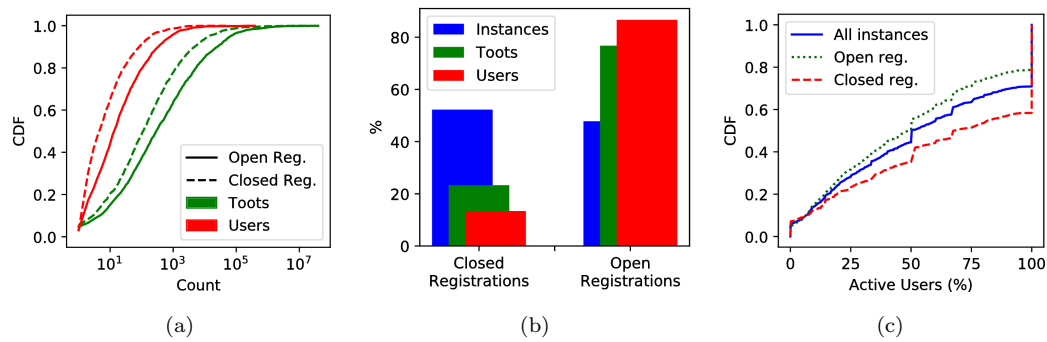 1.0
0.8
0.6
0.4
0.2
0.0
CDF
Open Reg.
Closed Reg.
Toots
Users
10^1 10^3 10^5 10^7
Count
(a)
80
60
40
20
0
%
Instances
Toots
Users
Closed
Registrations
Open
Registrations
(b)
1.0
0.8
0.6
0.4
0.2
0.0
CDF
All instances
Open reg.
Closed reg.
0 25 50 75 100
Active Users (%)
(c)